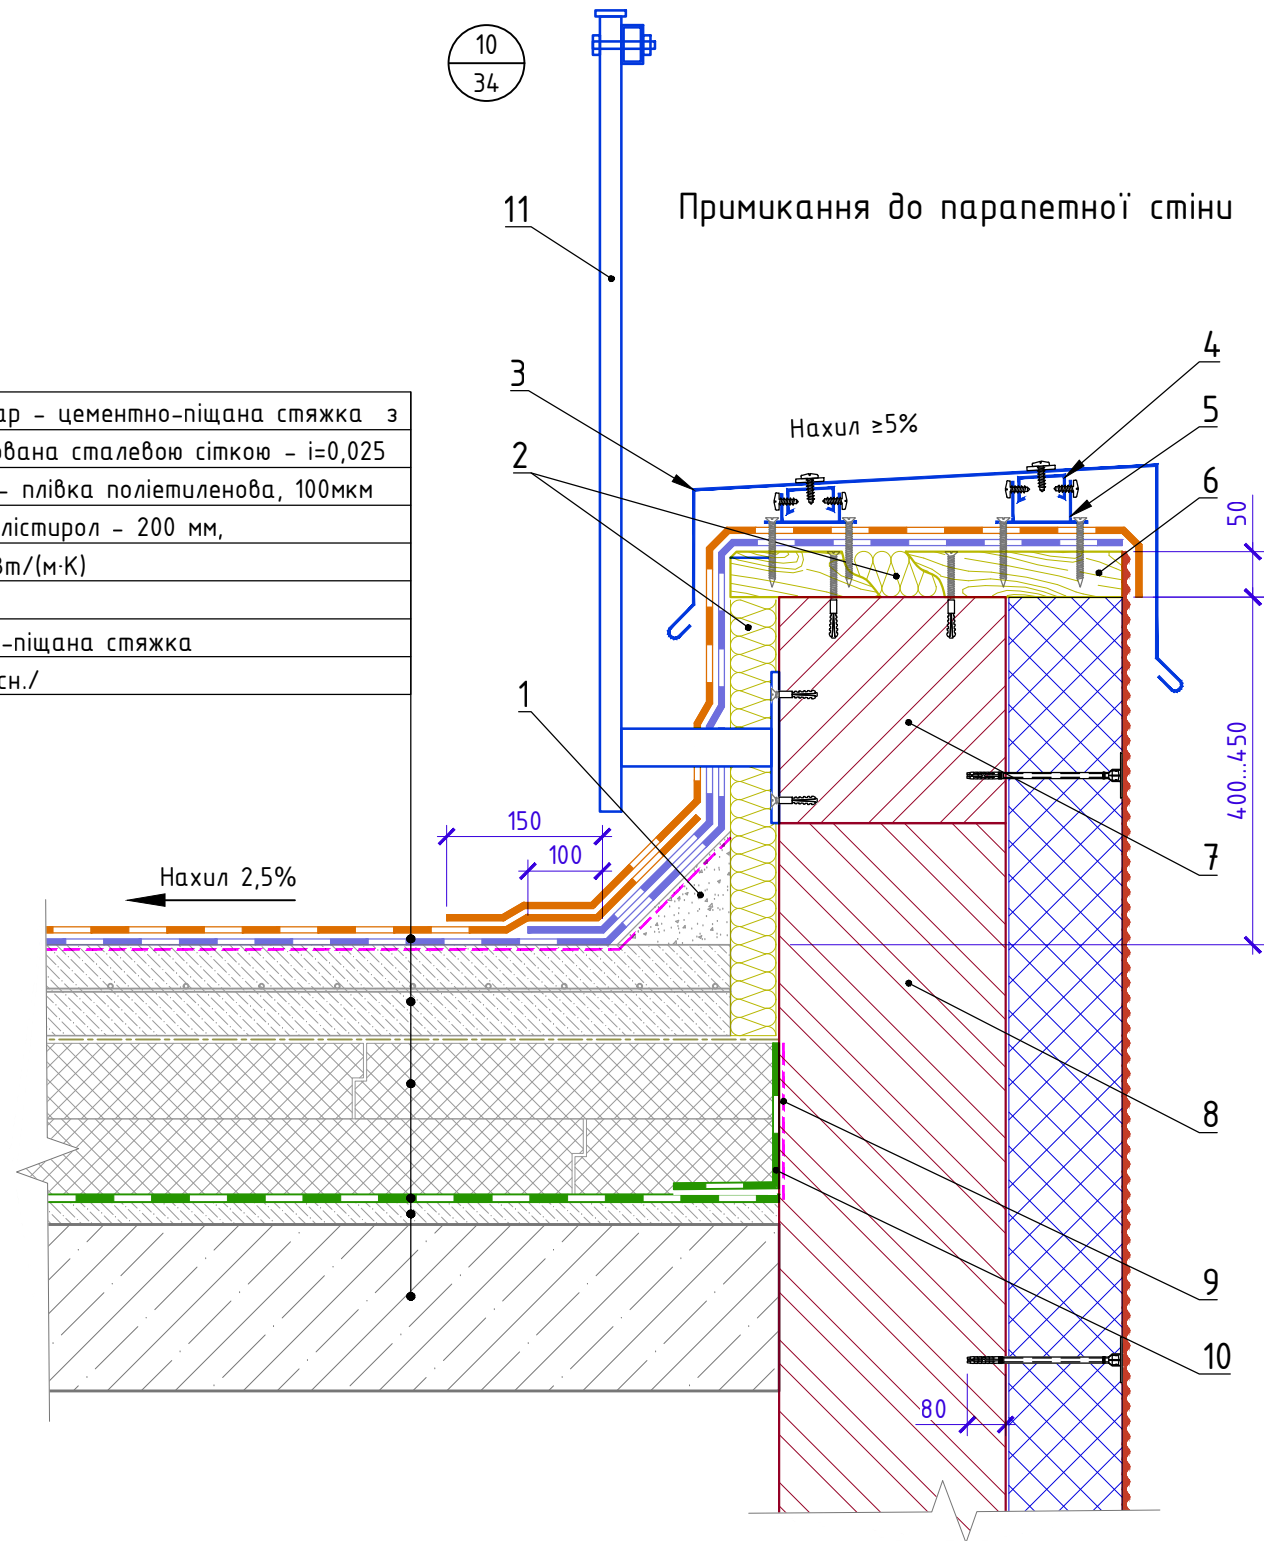 10
34
11
Примикання до парапетної стіни
3
4
Нахил ≥5%
5
2
6
50
ар – цементно-піщана стяжка з
ована сталевою сіткою – i=0,025
– плівка поліетиленова, 100мкм
лістирол – 200 мм,
Вт/(м·К)
-піщана стяжка
сн./
1
400...450
150
100
7
Нахил 2,5%
8
9
10
80